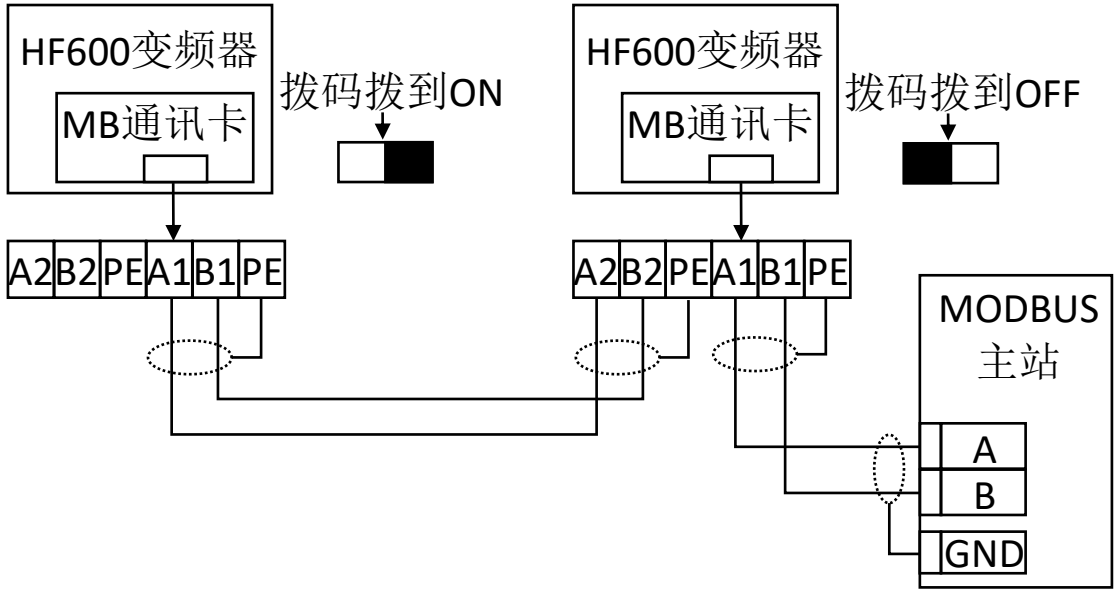 HF600变频器
MB通讯卡
拨码拨到ON
HF600变频器
MB通讯卡
拨码拨到OFF
A2 B2 PE A1 B1 PE
A2 B2 PE A1 B1 PE
MODBUS
主站
A
B
GND